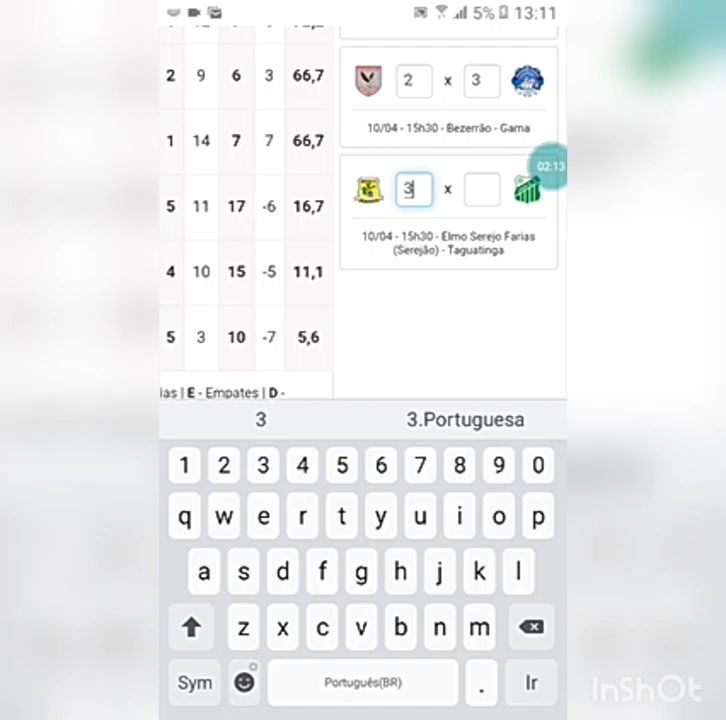 5% 13:11
2 9 6 3 66,7
1 14 7 7 66,7
5 11 17 -6 16,7
4 10 15 -5 11,1
5 3 10 -7 5,6
ias | E - Empates | D -
2 x 3
10/04 - 15h30 - Bezerrão - Gama
02:13
3 x
10/04 - 15h30 - Elmo Serejo Farias
(Serejão) - Taguatinga
3 3.Portuguesa
1 2 3 4 5 6 7 8 9 0
q w e r t y u i o p
a s d f g h j k l
z x c v b n m
Sym Português(BR) . Ir
InShOt